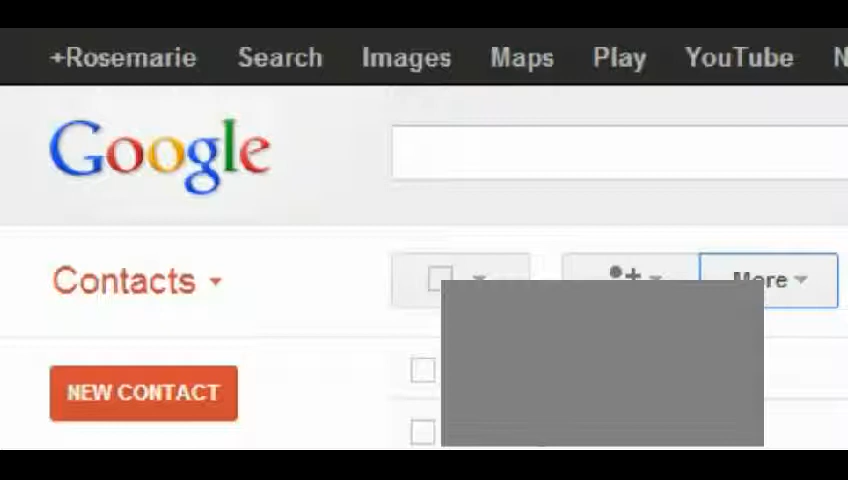 +Rosemarie Search Images Maps Play YouTube N
Google
Contacts
More
NEW CONTACT